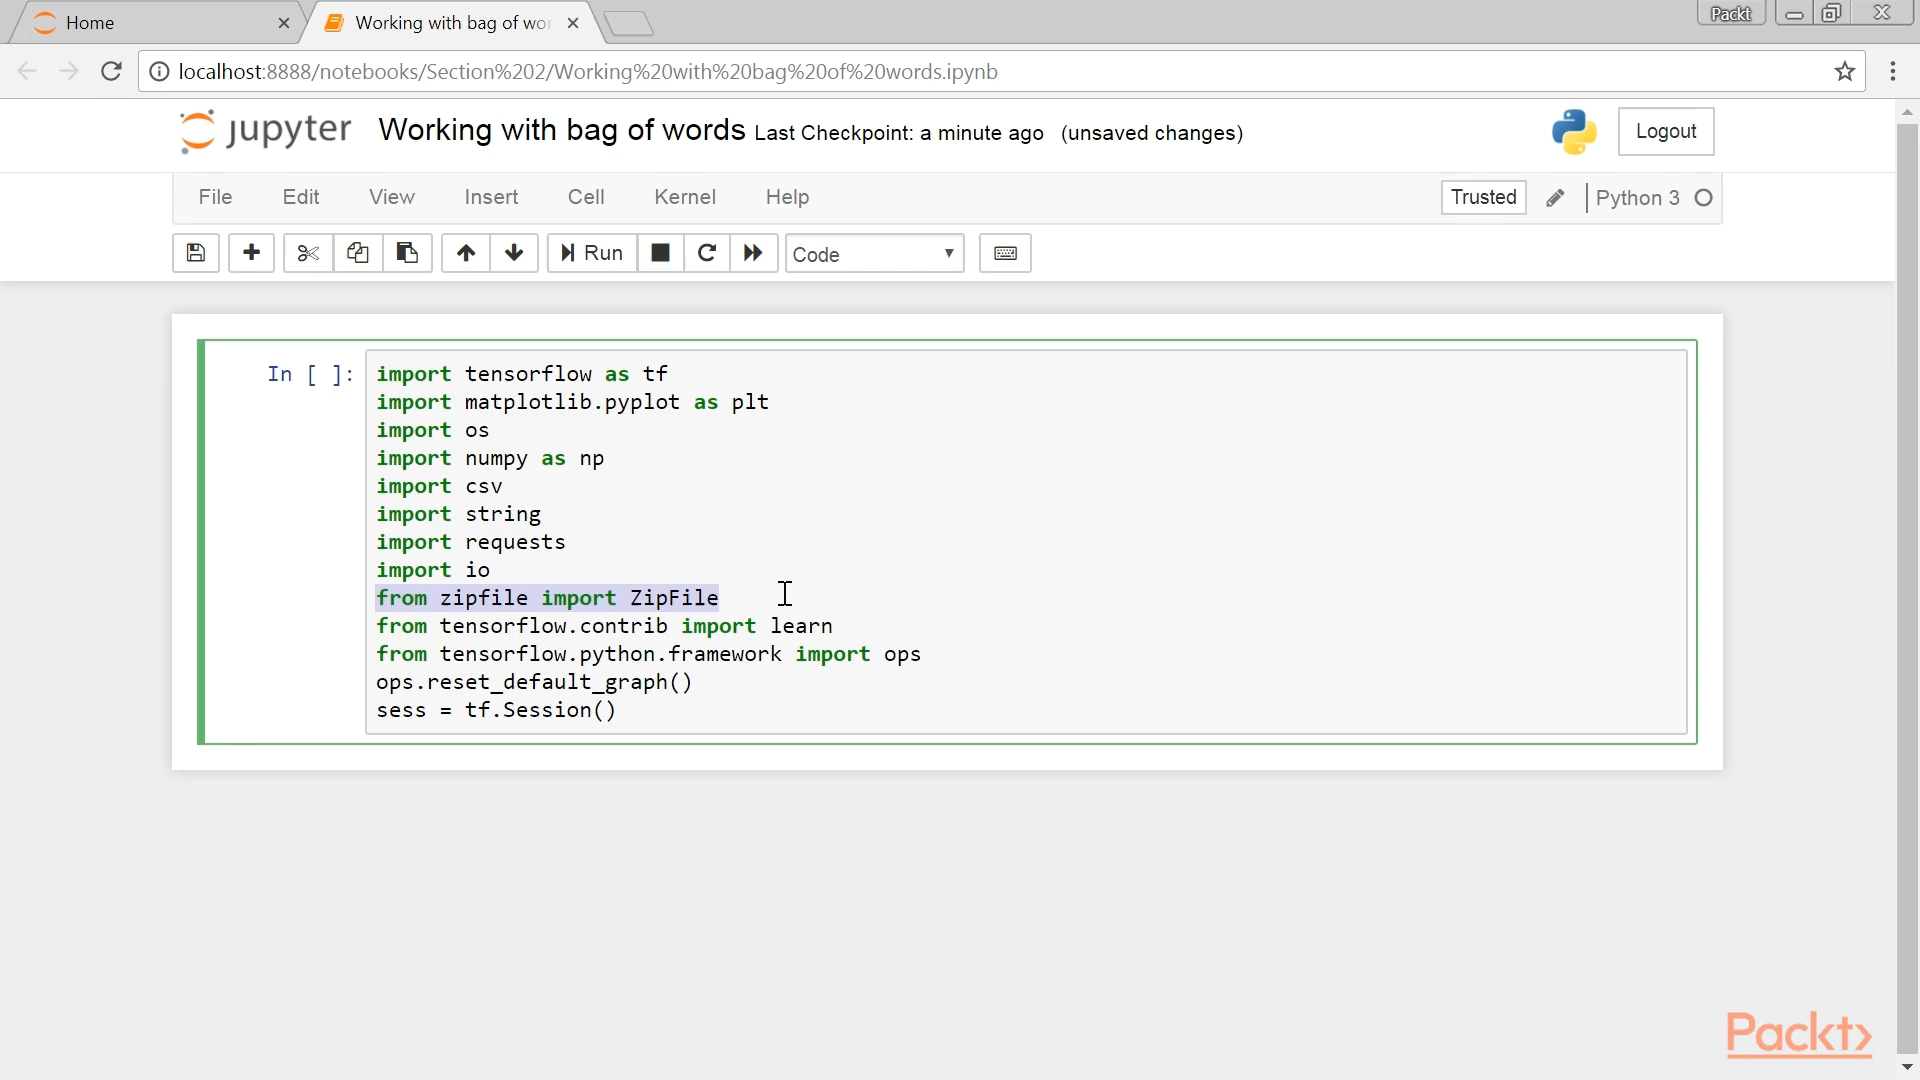 Home
Working with bag of wor
Packt
localhost:8888/notebooks/Section%202/Working%20with%20bag%20of%20words.ipynb
jupyter Working with bag of words Last Checkpoint: a minute ago (unsaved changes)
Logout
File Edit View Insert Cell Kernel Help
Trusted Python 3
Run Code
In [ ]:
import tensorflow as tf
import matplotlib.pyplot as plt
import os
import numpy as np
import csv
import string
import requests
import io
from zipfile import ZipFile
from tensorflow.contrib import learn
from tensorflow.python.framework import ops
ops.reset_default_graph()
sess = tf.Session()
Packt